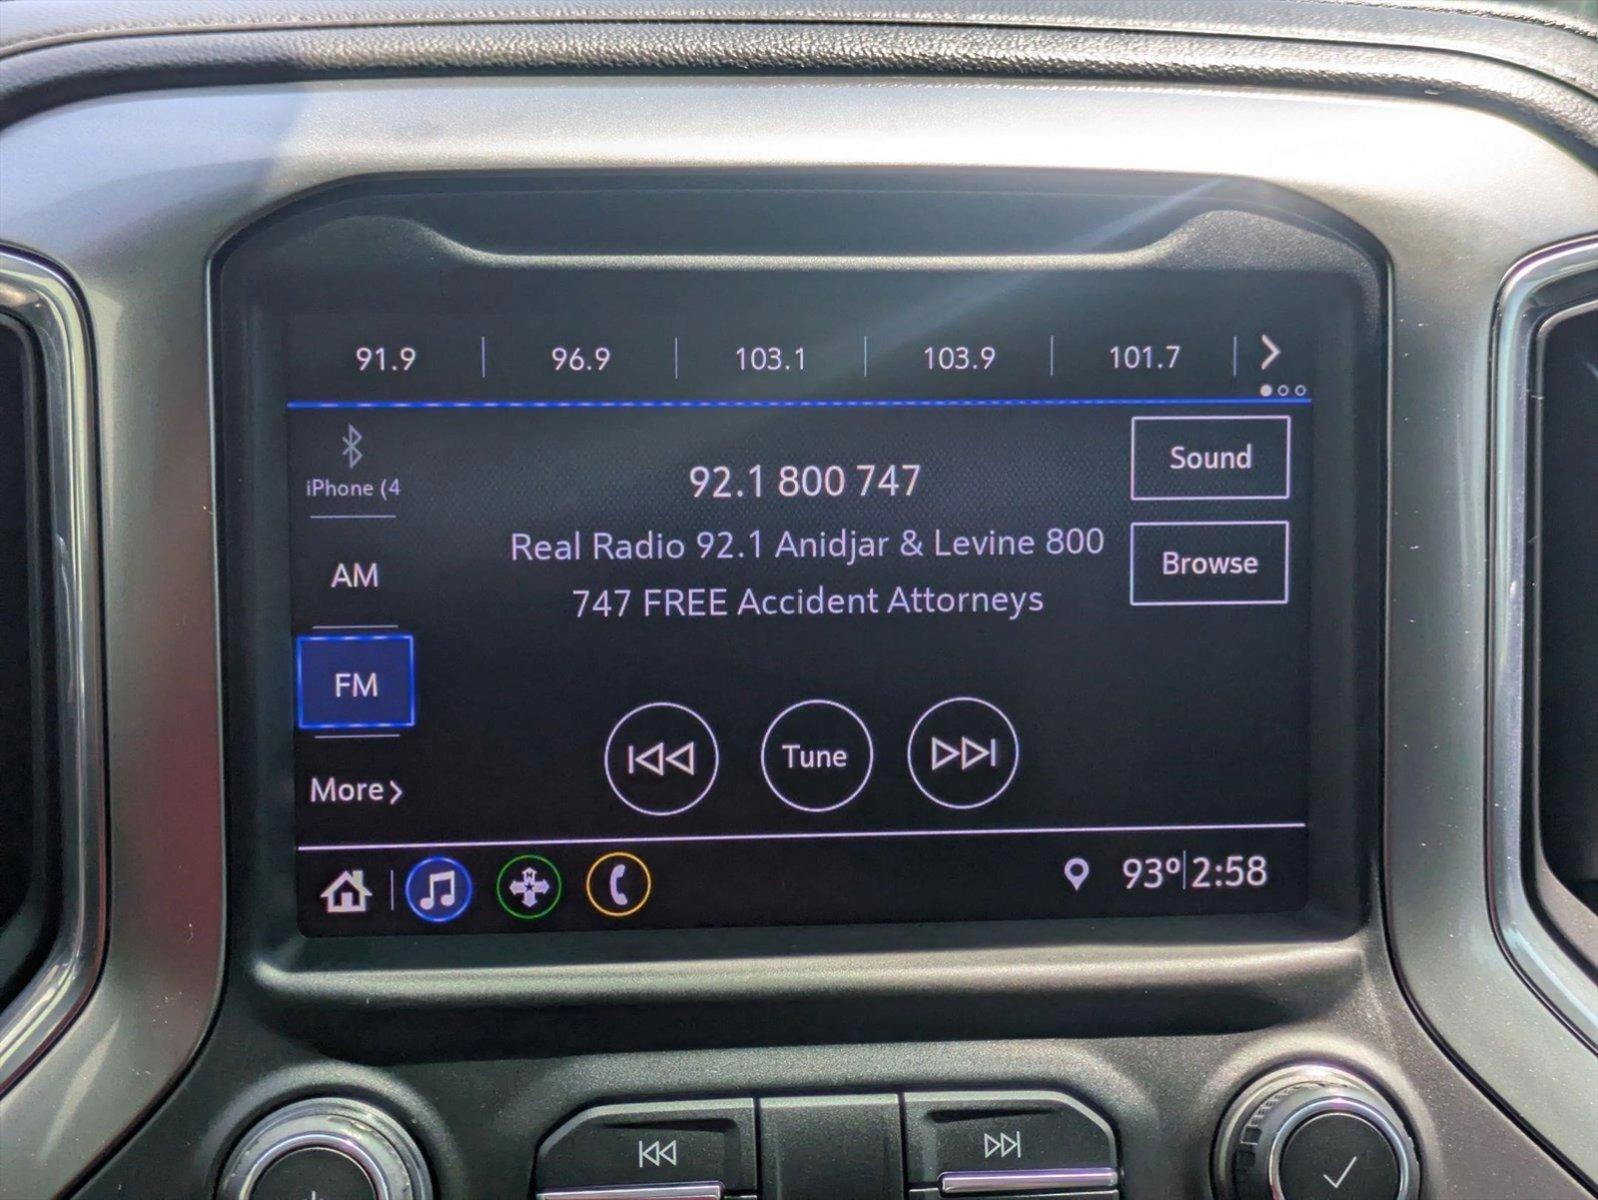 91.9 96.9 103.1 103.9 101.7
iPhone (4
92.1 800 747
Sound
Real Radio 92.1 Anidjar & Levine 800
747 FREE Accident Attorneys
Browse
AM
FM
Tune
More
N
93º 2:58